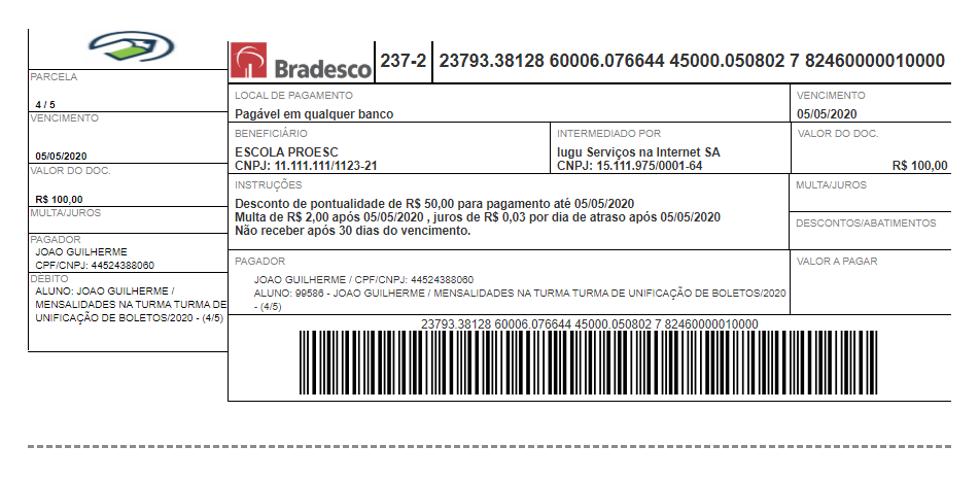 PARCELA
4 / 5
VENCIMENTO
05/05/2020
VALOR DO DOC.
R$ 100,00
MULTA/JUROS
PAGADOR
JOAO GUILHERME
CPF/CNPJ: 44524388060
DÉBITO
ALUNO: JOAO GUILHERME /
MENSALIDADES NA TURMA TURMA DE
UNIFICAÇÃO DE BOLETOS/2020 - (4/5)
Bradesco 237-2 23793.38128 60006.076644 45000.050802 7 82460000010000
LOCAL DE PAGAMENTO
Pagável em qualquer banco
VENCIMENTO
05/05/2020
BENEFICIÁRIO
ESCOLA PROESC
CNPJ: 11.111.111/1123-21
INTERMEDIADO POR
Iugu Serviços na Internet SA
CNPJ: 15.111.975/0001-64
VALOR DO DOC.
R$ 100,00
INSTRUÇÕES
Desconto de pontualidade de R$ 50,00 para pagamento até 05/05/2020
Multa de R$ 2,00 após 05/05/2020 , juros de R$ 0,03 por dia de atraso após 05/05/2020
Não receber após 30 dias do vencimento.
MULTA/JUROS
DESCONTOS/ABATIMENTOS
PAGADOR
JOAO GUILHERME / CPF/CNPJ: 44524388060
ALUNO: 99586 - JOAO GUILHERME / MENSALIDADES NA TURMA TURMA DE UNIFICAÇÃO DE BOLETOS/2020
- (4/5)
VALOR A PAGAR
23793.38128 60006.076644 45000.050802 7 82460000010000